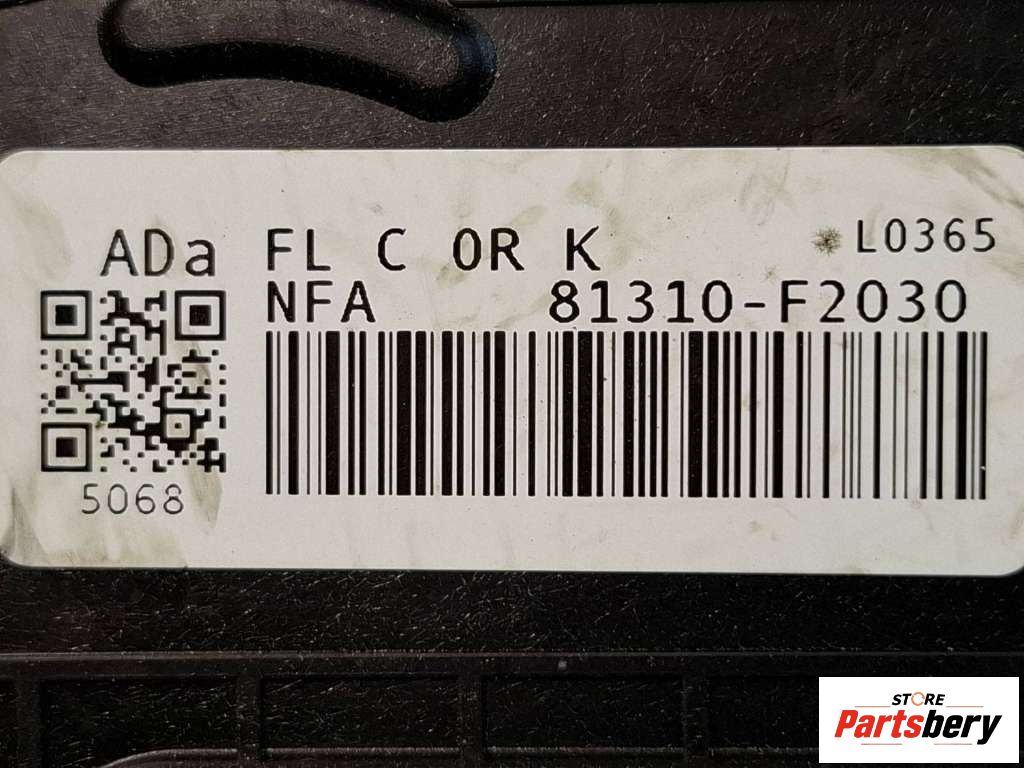 ADa FL C 0R K L0365
NFA 81310-F2030
5068
STORE
Partsbery